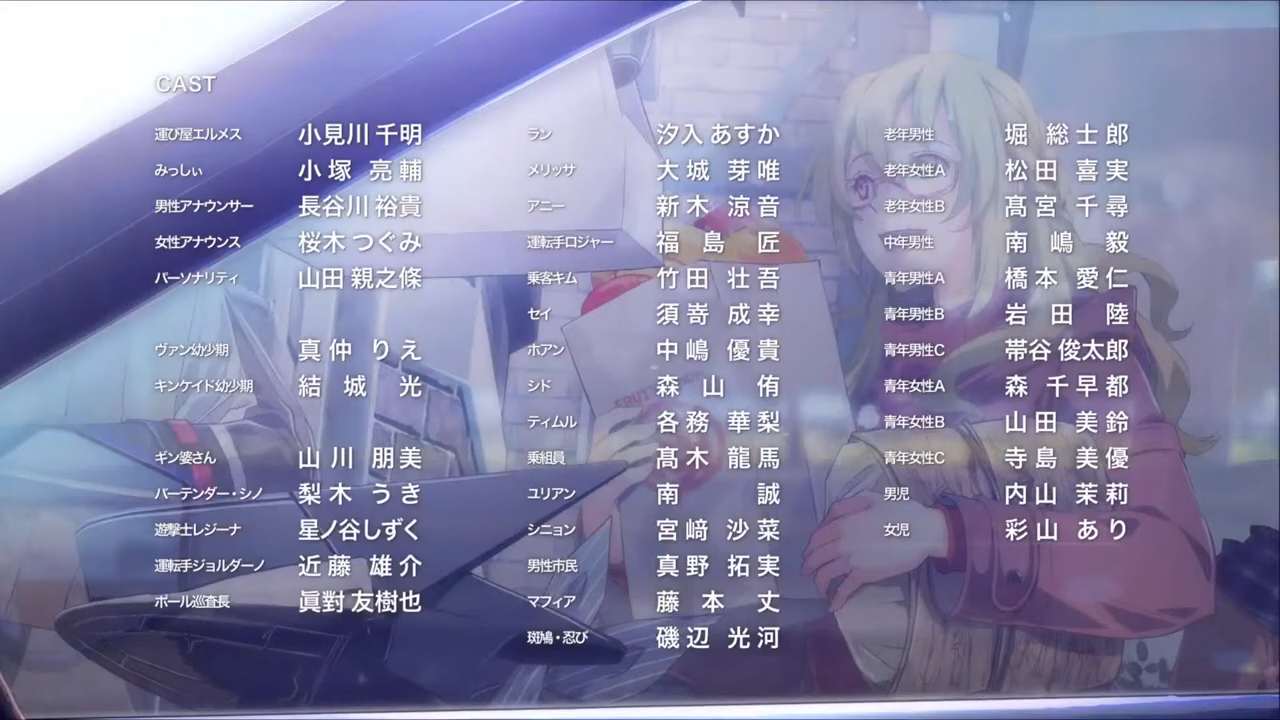 CAST
運び屋エルメス 小見川 千明
みっしぃ 小塚 亮輔
男性アナウンサー 長谷川 裕貴
女性アナウンス 桜木 つぐみ
パーソナリティ 山田 親之條
ヴァン幼少期 真仲 りえ
キンケイド幼少期 結城 光
ギン婆さん 山川 朋美
バーテンダー・シノ 梨木 うき
遊撃士レジーナ 星ノ谷しずく
運転手ジョルダーノ 近藤 雄介
ポール巡査長 眞對 友樹也
ラン 汐入 あすか
メリッサ 大城 芽唯
アニー 新木 涼音
運転手ロジャー 福島 匠
乗客キム 竹田 壮吾
セイ 須嵜 成幸
ホアン 中嶋 優貴
シド 森山 侑
ティムル 各務 華梨
乗組員 髙木 龍馬
ユリアン 南 誠
シニョン 宮﨑 沙菜
男性市民 真野 拓実
マフィア 藤本 丈
斑鳩・忍び 磯辺 光河
老年男性 堀 総士郎
老年女性A 松田 喜実
老年女性B 髙宮 千尋
中年男性 南嶋 毅
青年男性A 橋本 愛仁
青年男性B 岩田 陸
青年男性C 帯谷 俊太郎
青年女性A 森 千早都
青年女性B 山田 美鈴
青年女性C 寺島 美優
男児 内山 茉莉
女児 彩山 あり
FRUIT